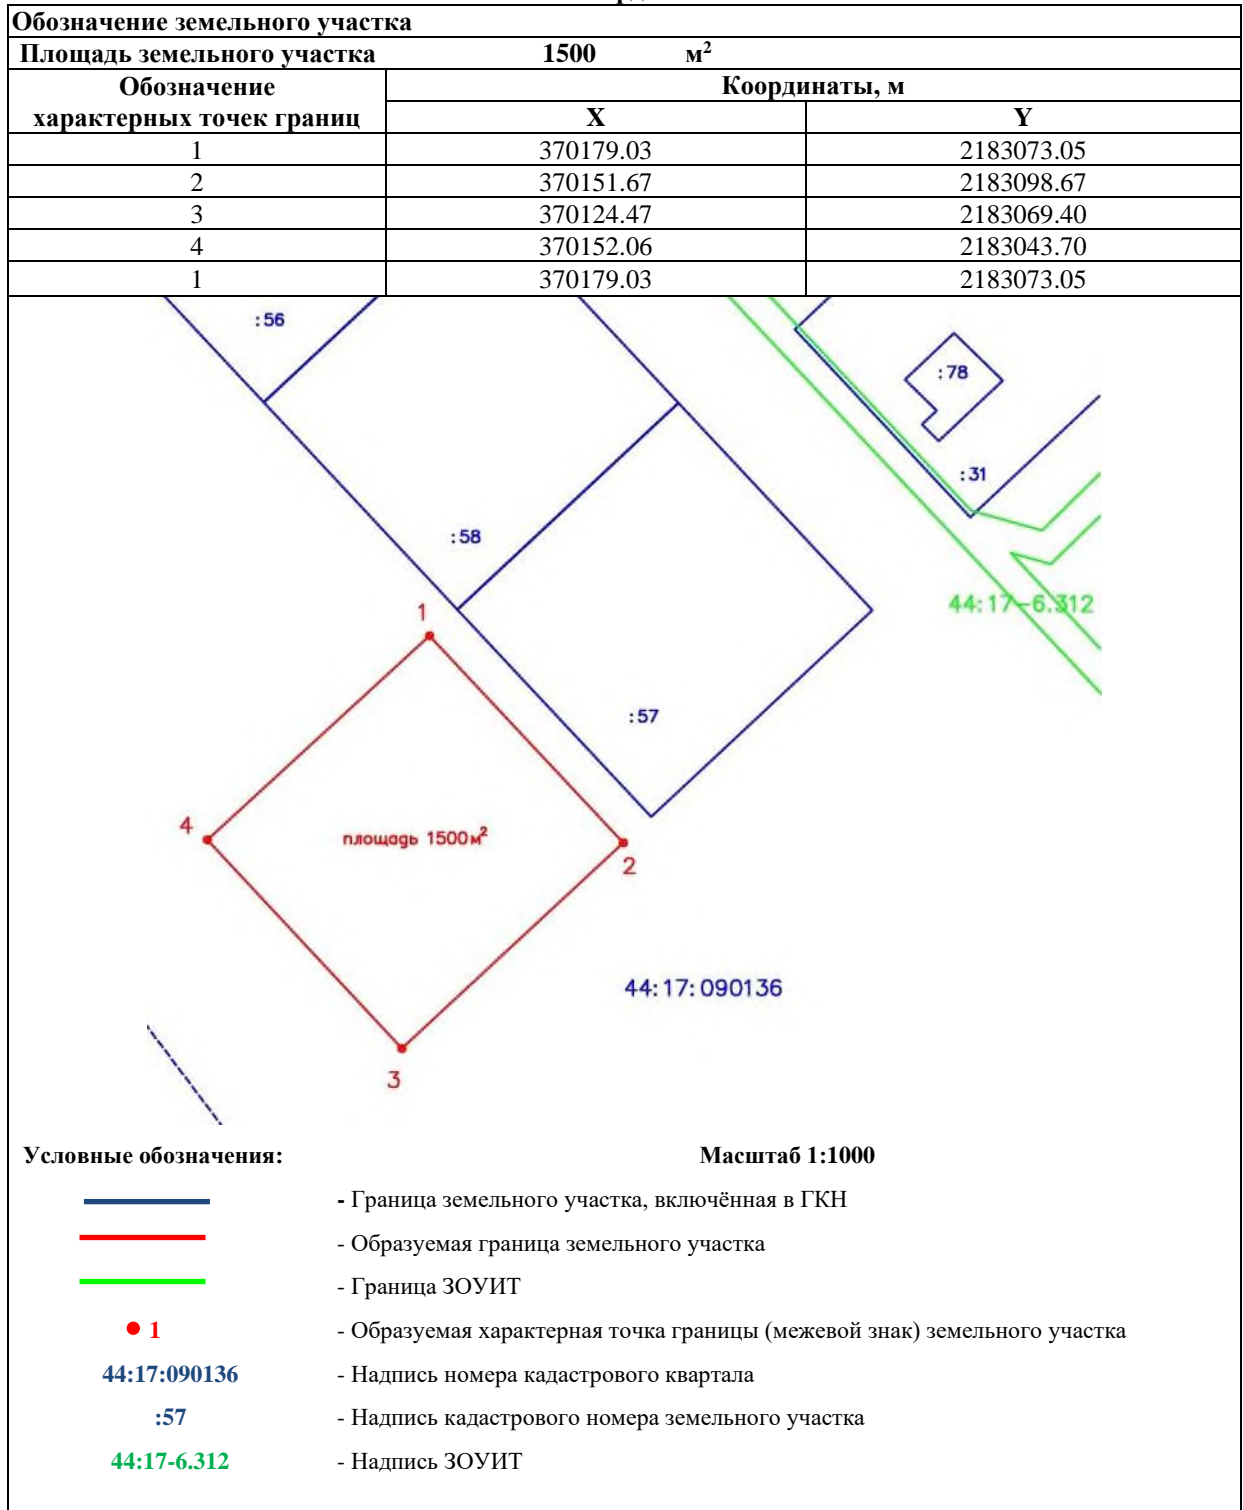 Обозначение земельного участка
Площадь земельного участка 1500 м²
Обозначение характерных точек границ
Координаты, м
X Y
1 370179.03 2183073.05
2 370151.67 2183098.67
3 370124.47 2183069.40
4 370152.06 2183043.70
1 370179.03 2183073.05
:56
:78
:31
:58
44:17-6.312
1
:57
4
площадь 1500м²
2
44:17:090136
3
Условные обозначения: Масштаб 1:1000
- Граница земельного участка, включённая в ГКН
- Образуемая граница земельного участка
- Граница ЗОУИТ
1 - Образуемая характерная точка границы (межевой знак) земельного участка
44:17:090136 - Надпись номера кадастрового квартала
:57 - Надпись кадастрового номера земельного участка
44:17-6.312 - Надпись ЗОУИТ